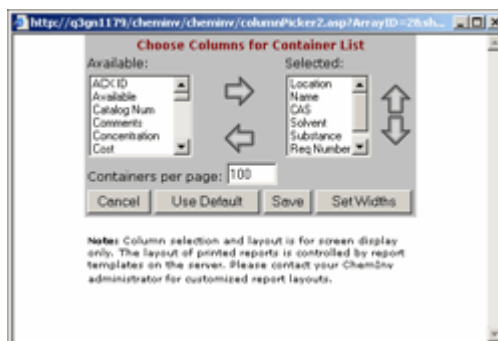 http://q3gn1179/cheminv/cheminv/columnPicker2.asp?ArrayID=2&sh...
Choose Columns for Container List
Available: Selected:
ACX ID
Available
Catalog Num
Comments
Concentration
Cost
Location
Name
CAS
Solvent
Substance
Req Number
Containers per page: 100
Cancel Use Default Save Set Widths
Note: Column selection and layout is for screen display
only. The layout of printed reports is controlled by report
templates on the server. Please contact your ChemInv
administrator for customized report layouts.